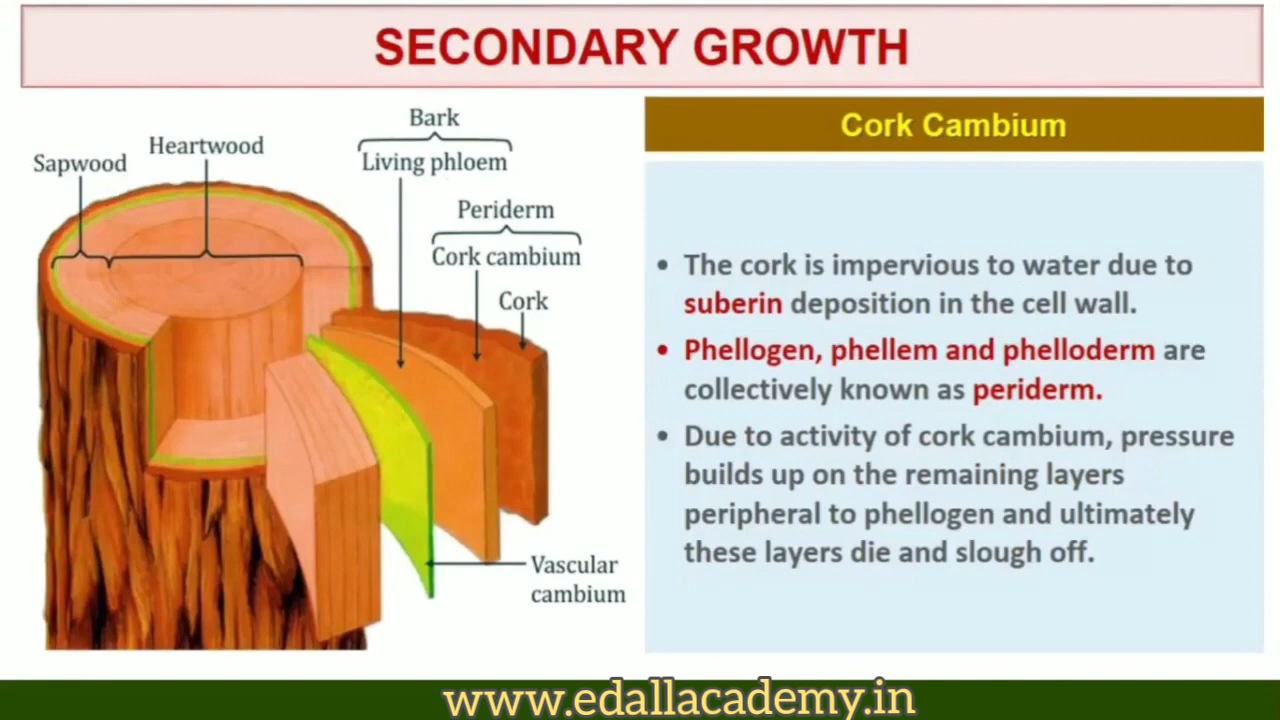 SECONDARY GROWTH
Bark
Heartwood
Sapwood
Living phloem
Periderm
Cork cambium
Cork
Vascular
cambium
Cork Cambium
• The cork is impervious to water due to
suberin deposition in the cell wall.
• Phellogen, phellem and phelloderm are
collectively known as periderm.
• Due to activity of cork cambium, pressure
builds up on the remaining layers
peripheral to phellogen and ultimately
these layers die and slough off.
www.edallacademy.in